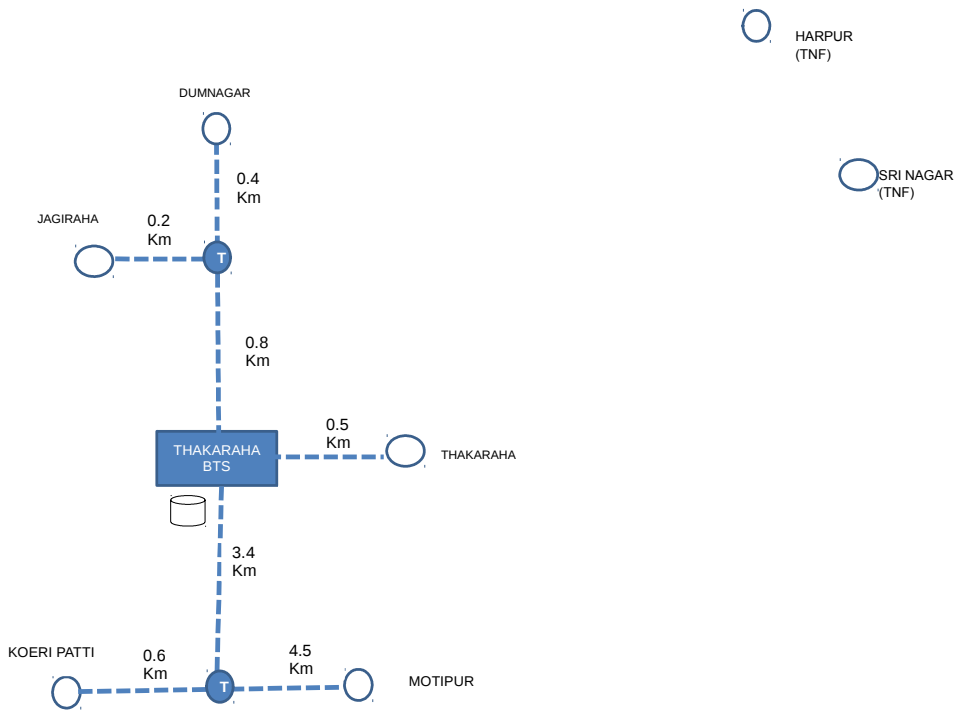 HARPUR
(TNF)
DUMNAGAR
0.4
Km
SRI NAGAR
(TNF)
JAGIRAHA
0.2
Km
T
0.8
Km
THAKARAHA
BTS
0.5
Km
THAKARAHA
3.4
Km
KOERI PATTI
0.6
Km
4.5
Km
T
MOTIPUR